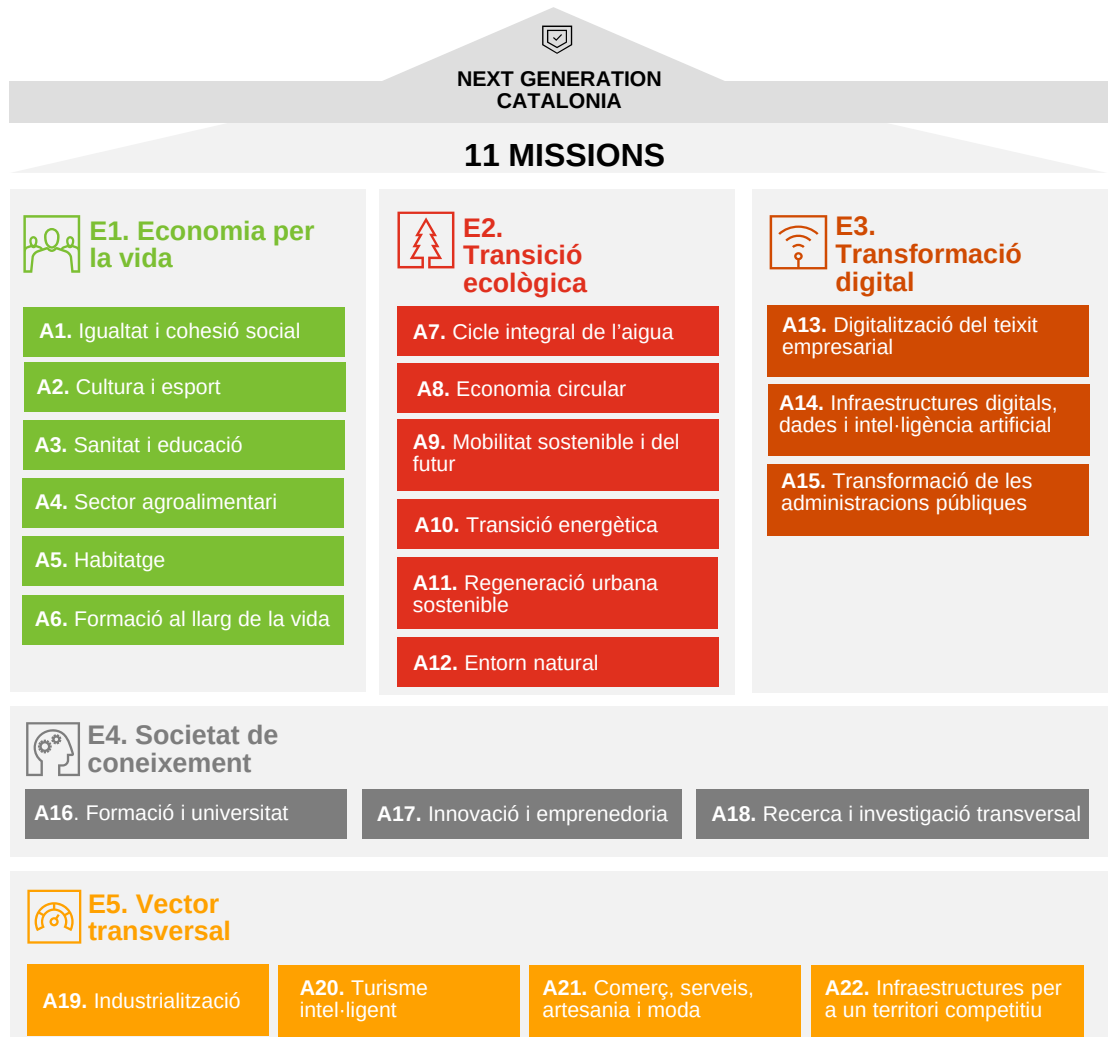 NEXT GENERATION
CATALONIA
11 MISSIONS
E1. Economia per
la vida
A1. Igualtat i cohesió social
A2. Cultura i esport
A3. Sanitat i educació
A4. Sector agroalimentari
A5. Habitatge
A6. Formació al llarg de la vida
E2.
Transició
ecològica
A7. Cicle integral de l’aigua
A8. Economia circular
A9. Mobilitat sostenible i del
futur
A10. Transició energètica
A11. Regeneració urbana
sostenible
A12. Entorn natural
E3.
Transformació
digital
A13. Digitalització del teixit
empresarial
A14. Infraestructures digitals,
dades i intel·ligència artificial
A15. Transformació de les
administracions públiques
E4. Societat de
coneixement
A16. Formació i universitat
A17. Innovació i emprenedoria
A18. Recerca i investigació transversal
E5. Vector
transversal
A19. Industrialització
A20. Turisme
intel·ligent
A21. Comerç, serveis,
artesania i moda
A22. Infraestructures per
a un territori competitiu